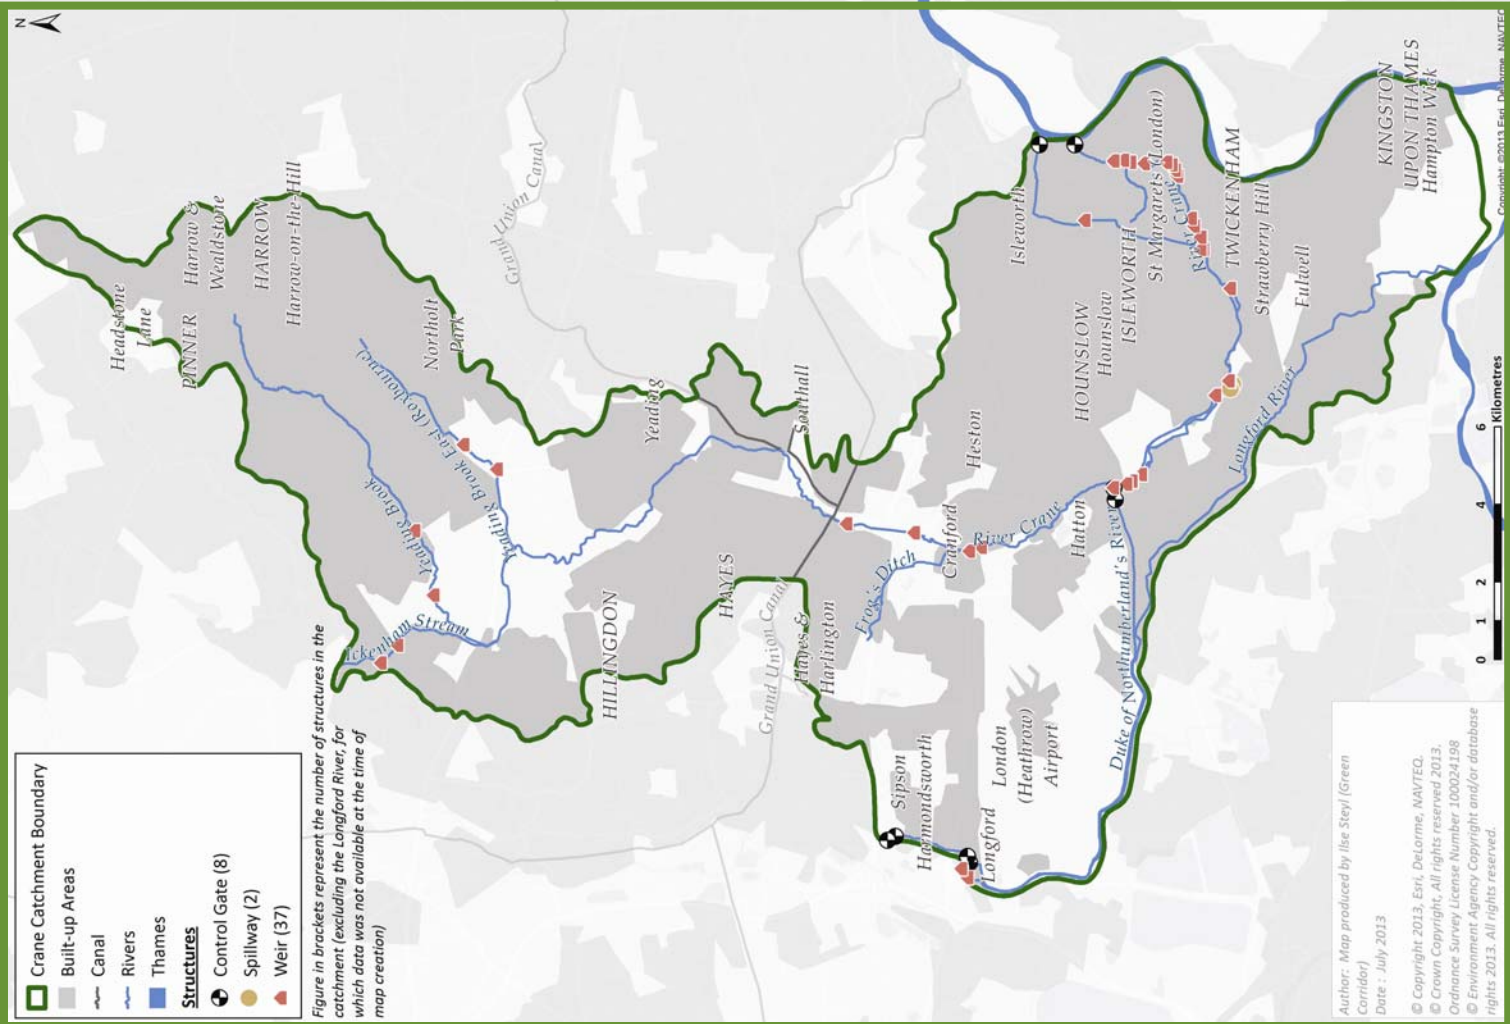 Crane Catchment Boundary
Built-up Areas
Canal
Rivers
Thames
Structures
Control Gate (8)
Spillway (2)
Weir (37)
Figure in brackets represent the number of structures in the
catchment (excluding the Longford River, for
which data was not available at the time of
map creation)
N
Headstone
Lane
PINNER
Harrow &
Wealdstone
HARROW
Harrow-on-the-Hill
Northolt
Park
Yeading Brook
Yeading Brook East (Roxbourne)
Ickenham Stream
Grand Union Canal
HILLINGDON
Yeading
HAYES
Southall
Grand Union Canal
Hayes &
Harlington
Frog's Ditch
Cranford
Heston
River Crane
Sipson
Harmondsworth
Longford
London
(Heathrow)
Airport
Hatton
Duke of Northumberland's River
HOUNSLOW
Hounslow
Isleworth
ISLEWORTH
St Margarets (London)
River Crane
TWICKENHAM
Strawberry Hill
Fulwell
Longford River
KINGSTON
UPON THAMES
Hampton Wick
0 1 2 4 6
Kilometres
Author: Map produced by Ilse Steyl (Green
Corridor)
Date : July 2013
© Copyright 2013, Esri, DeLorme, NAVTEQ.
© Crown Copyright, All rights reserved 2013.
Ordnance Survey License Number 100024198
© Environment Agency Copyright and/or database
rights 2013. All rights reserved.
Copyright: ©2013 Esri, DeLorme, NAVTEQ